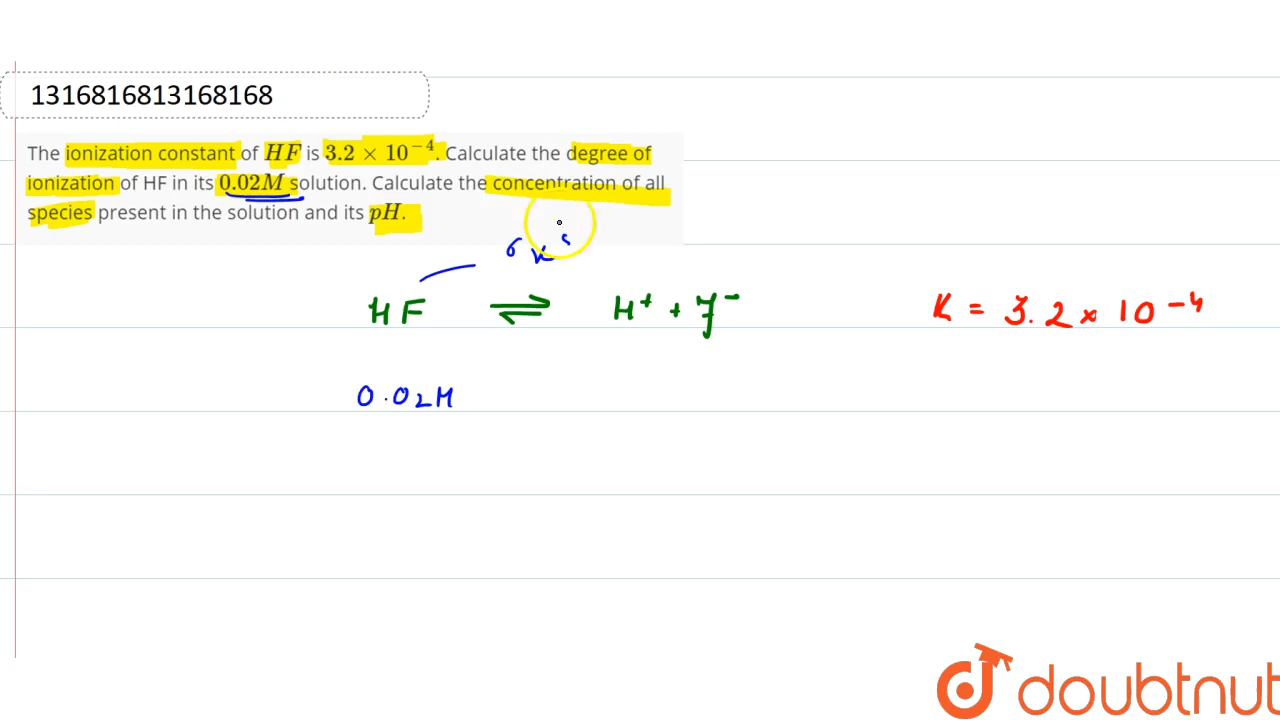 1316816813168168
The ionization constant of HF is 3.2 × 10⁻⁴. Calculate the degree of
ionization of HF in its 0.02M solution. Calculate the concentration of all
species present in the solution and its pH.
HF ⇌ H⁺ + F⁻ K = 3.2 × 10⁻⁴
0.02M
doubtnut